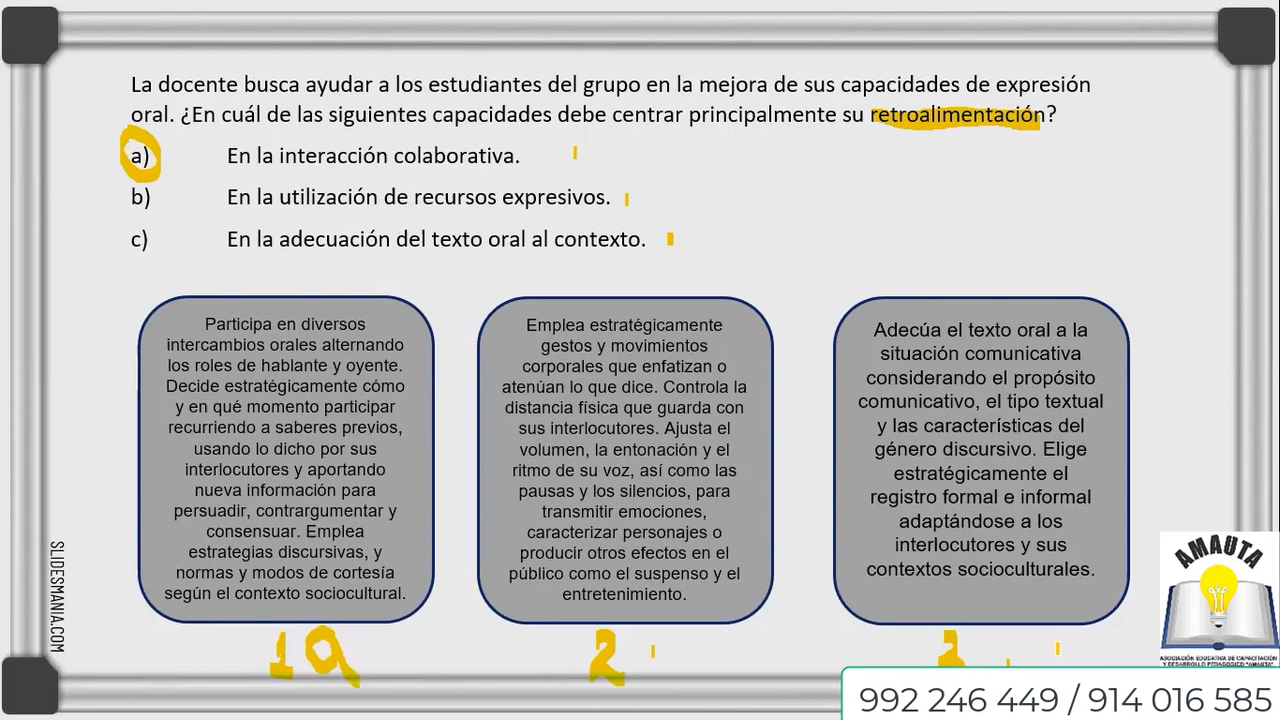 La docente busca ayudar a los estudiantes del grupo en la mejora de sus capacidades de expresión
oral. ¿En cuál de las siguientes capacidades debe centrar principalmente su retroalimentación?
a) En la interacción colaborativa.
b) En la utilización de recursos expresivos.
c) En la adecuación del texto oral al contexto.
Participa en diversos
intercambios orales alternando
los roles de hablante y oyente.
Decide estratégicamente cómo
y en qué momento participar
recurriendo a saberes previos,
usando lo dicho por sus
interlocutores y aportando
nueva información para
persuadir, contrargumentar y
consensuar. Emplea
estrategias discursivas, y
normas y modos de cortesía
según el contexto sociocultural.
Emplea estratégicamente
gestos y movimientos
corporales que enfatizan o
atenúan lo que dice. Controla la
distancia física que guarda con
sus interlocutores. Ajusta el
volumen, la entonación y el
ritmo de su voz, así como las
pausas y los silencios, para
transmitir emociones,
caracterizar personajes o
producir otros efectos en el
público como el suspenso y el
entretenimiento.
Adecúa el texto oral a la
situación comunicativa
considerando el propósito
comunicativo, el tipo textual
y las características del
género discursivo. Elige
estratégicamente el
registro formal e informal
adaptándose a los
interlocutores y sus
contextos socioculturales.
2
SLIDESMANIA.COM
AMAUTA
ASOCIACIÓN EDUCATIVA DE CAPACITACIÓN
Y DESARROLLO PEDAGÓGICO "AMAUTA"
992 246 449 / 914 016 585